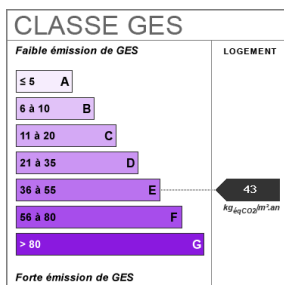 CLASSE GES
Faible émission de GES
LOGEMENT
≤ 5 A
6 à 10 B
11 à 20 C
21 à 35 D
36 à 55 E
43
kgéqCO2/m².an
56 à 80 F
> 80 G
Forte émission de GES